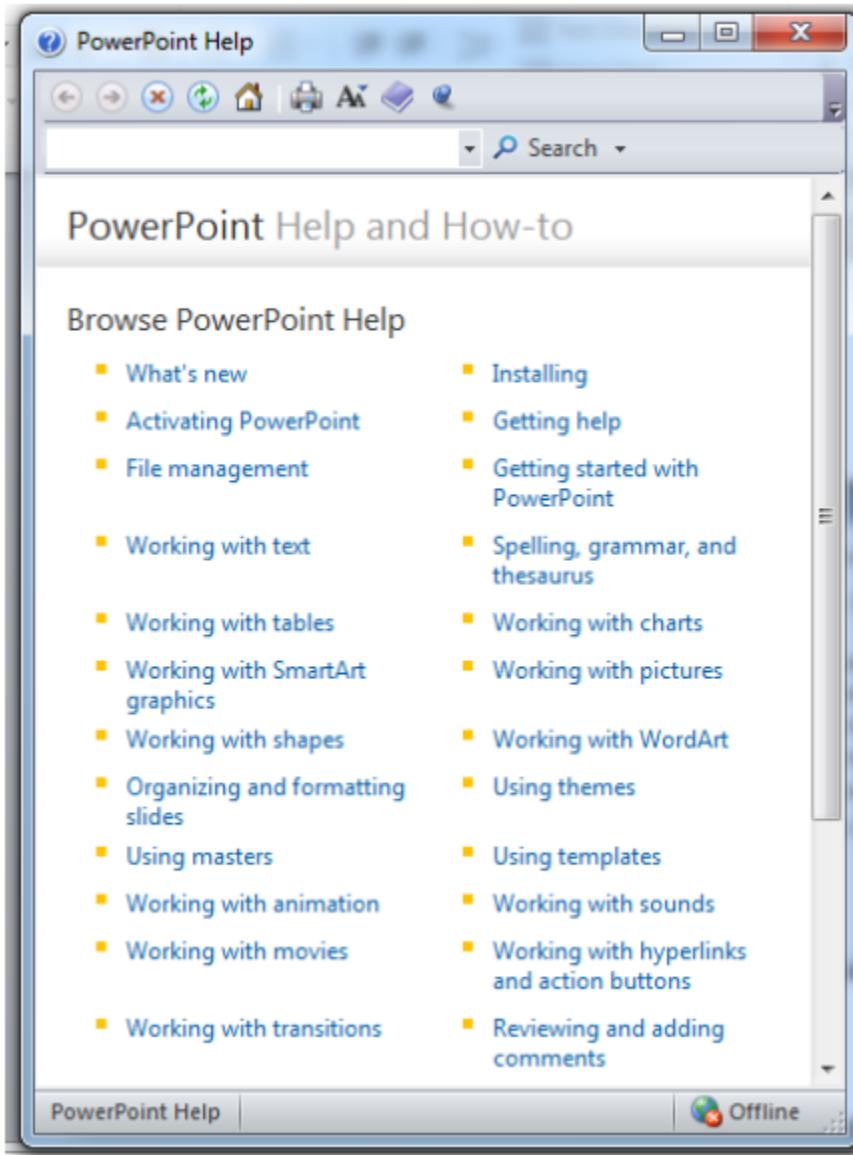 PowerPoint Help
Search
PowerPoint Help and How-to
Browse PowerPoint Help
What's new
Installing
Activating PowerPoint
Getting help
File management
Getting started with
PowerPoint
Working with text
Spelling, grammar, and
thesaurus
Working with tables
Working with charts
Working with SmartArt
graphics
Working with pictures
Working with shapes
Working with WordArt
Organizing and formatting
slides
Using themes
Using masters
Using templates
Working with animation
Working with sounds
Working with movies
Working with hyperlinks
and action buttons
Working with transitions
Reviewing and adding
comments
PowerPoint Help
Offline